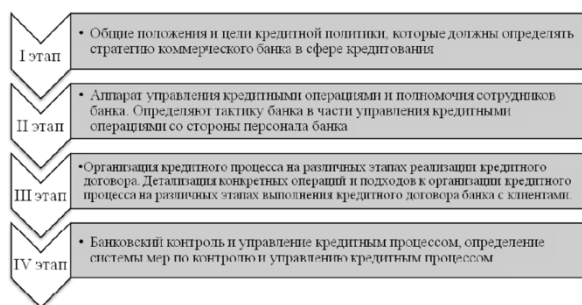 • Общие положения и цели кредитной политики, которые должны определять
стратегию коммерческого банка в сфере кредитования
I этап
• Аппарат управления кредитными операциями и полномочия сотрудников
банка. Определяют тактику банка в части управления кредитными
операциями со стороны персонала банка
II этап
•Организация кредитного процесса на различных этапах реализации кредитного
договора. Детализация конкретных операций и подходов к организации кредитного
процесса на различных этапах выполнения кредитного договора банка с клиентами.
III этап
• Банковский контроль и управление кредитным процессом, определение
системы мер по контролю и управлению кредитным процессом
IV этап